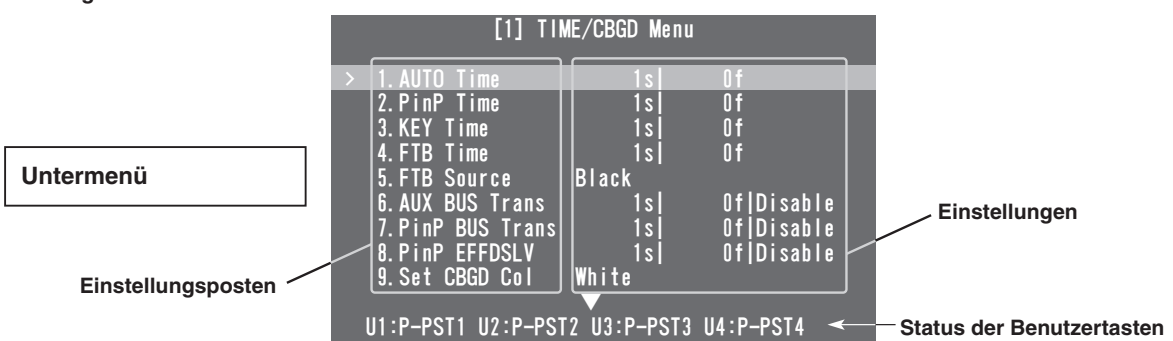 [1] TIME/CBGD Menu
> 1.AUTO Time 1s| 0f
2.PinP Time 1s| 0f
3.KEY Time 1s| 0f
4.FTB Time 1s| 0f
Untermenü
5.FTB Source Black
6.AUX BUS Trans 1s| 0f|Disable
Einstellungen
7.PinP BUS Trans 1s| 0f|Disable
8.PinP EFFDSLV 1s| 0f|Disable
Einstellungsposten
9.Set CBGD Col White
U1:P-PST1 U2:P-PST2 U3:P-PST3 U4:P-PST4
Status der Benutzertasten